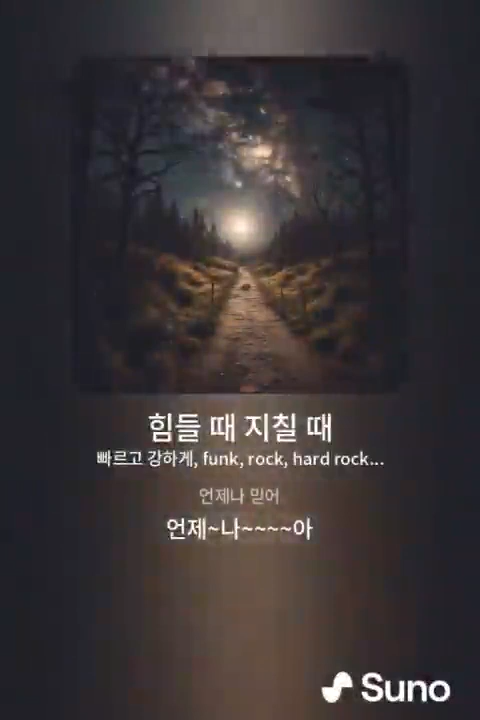 힘들 때 지칠 때
빠르고 강하게, funk, rock, hard rock...
언제나 믿어
언제~나~~~~아
Suno